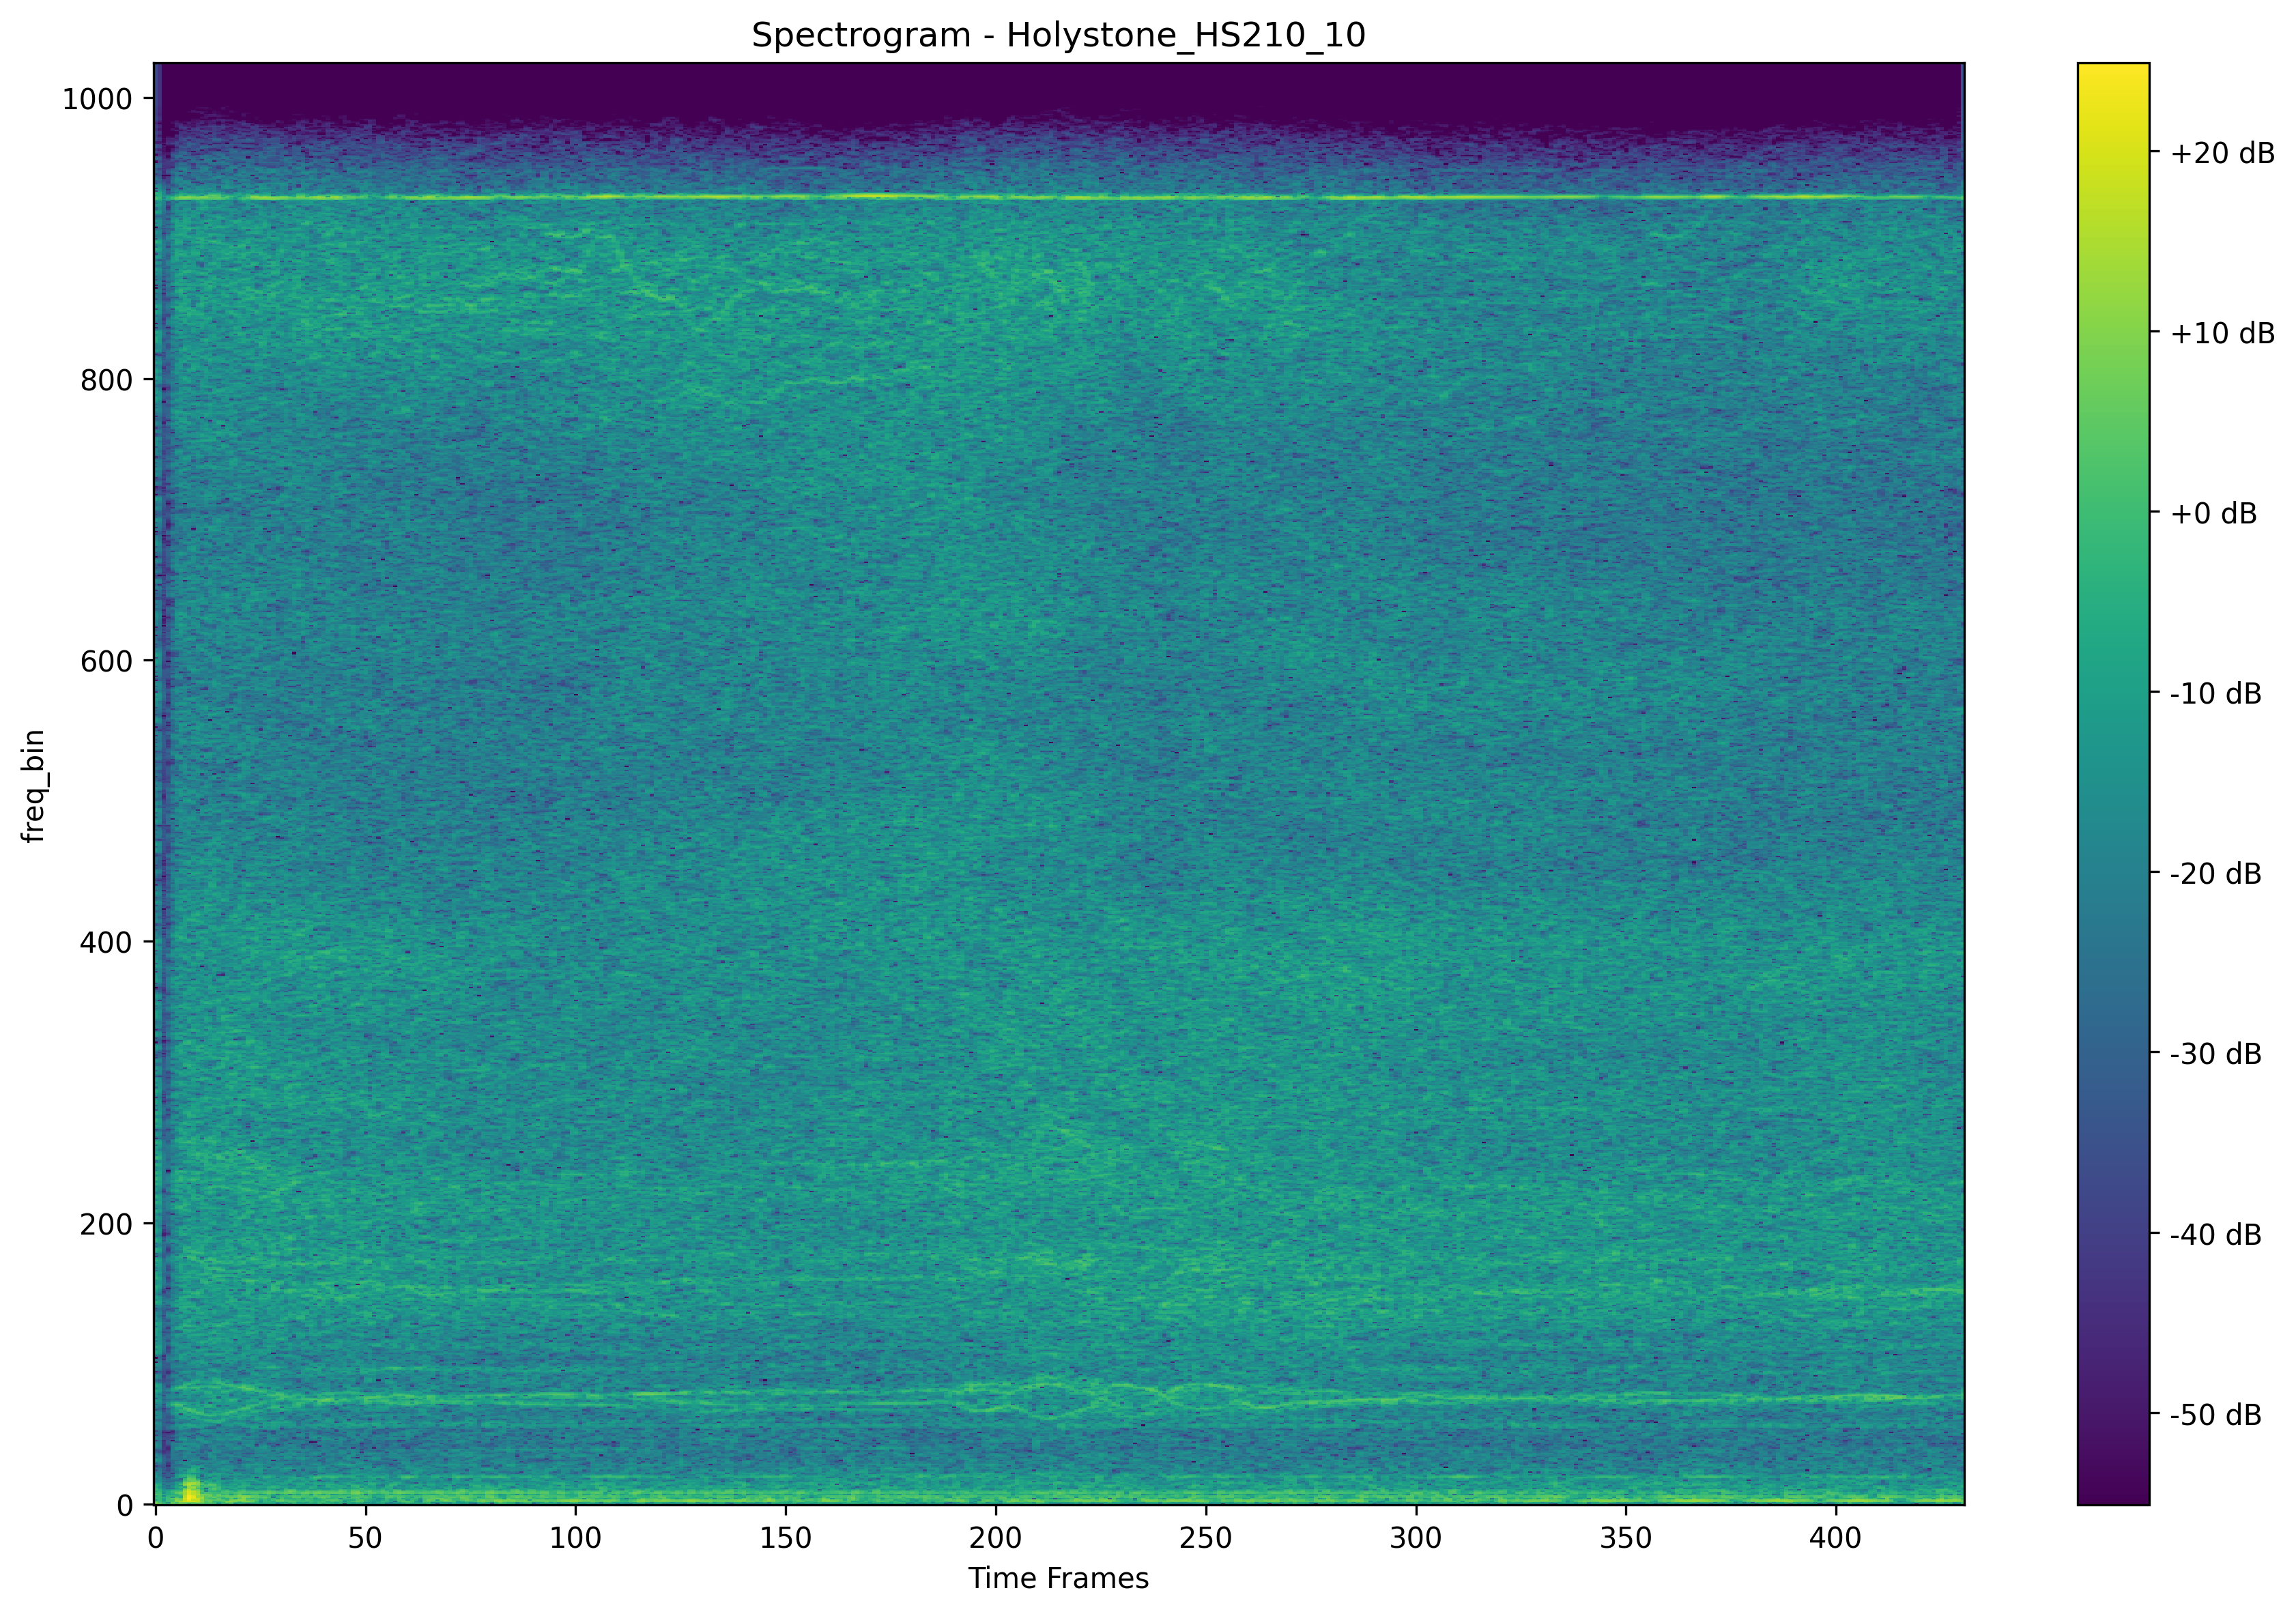 Spectrogram - Holystone_HS210_10
1000
800
600
400
200
0
freq_bin
0 50 100 150 200 250 300 350 400
Time Frames
+20 dB
+10 dB
+0 dB
-10 dB
-20 dB
-30 dB
-40 dB
-50 dB